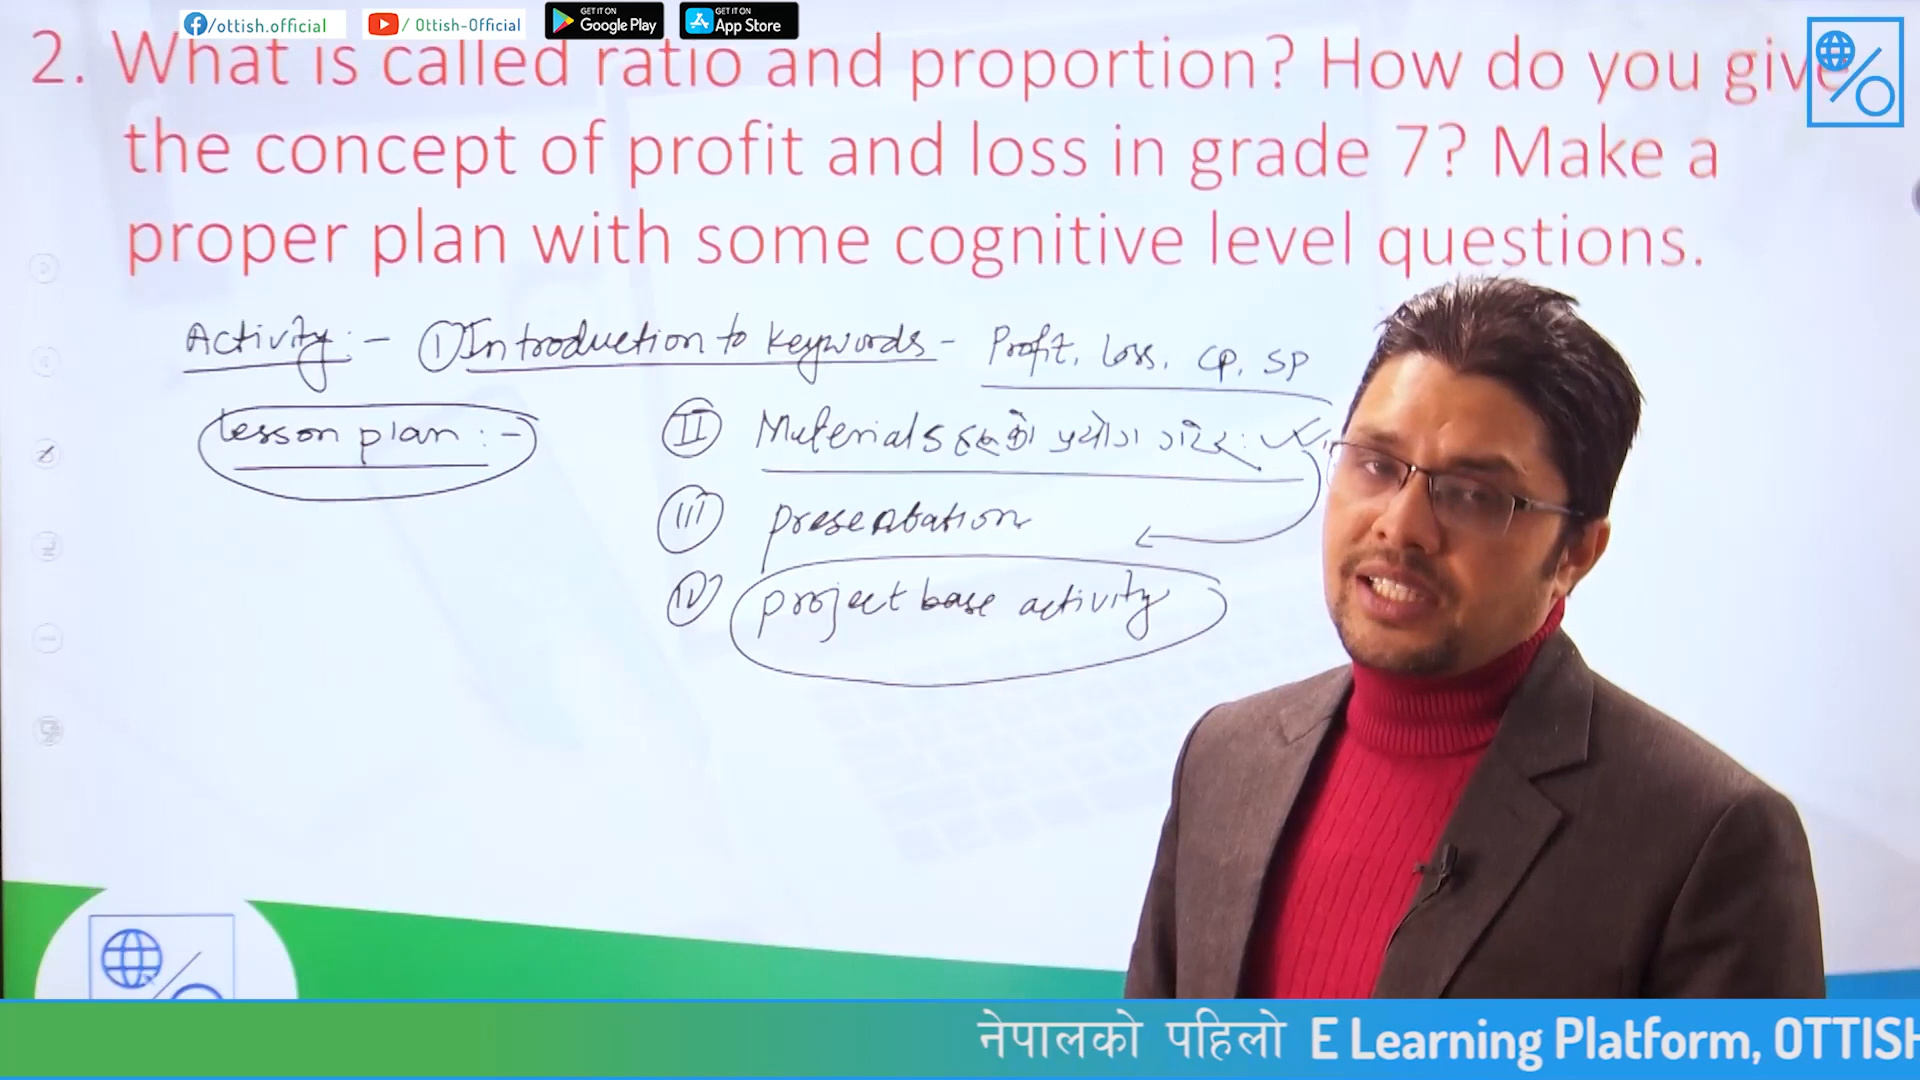 /ottish.official
/ Ottish-Official
GET IT ON
Google Play
GET IT ON
App Store
2. What is called ratio and proportion? How do you give
the concept of profit and loss in grade 7? Make a
proper plan with some cognitive level questions.
Activity :- (I) Introduction to keywords - Profit, Loss, CP, SP
Lesson plan :-
(II) Materials हरूको प्रयोग गरेर :
(III) presentation
(IV) project base activity
नेपालको पहिलो E Learning Platform, OTTISH